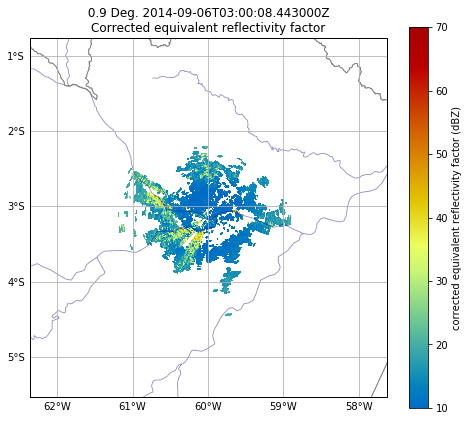 0.9 Deg. 2014-09-06T03:00:08.443000Z
Corrected equivalent reflectivity factor
1°S
2°S
3°S
4°S
5°S
62°W
61°W
60°W
59°W
58°W
70
60
50
40
30
20
10
corrected equivalent reflectivity factor (dBZ)